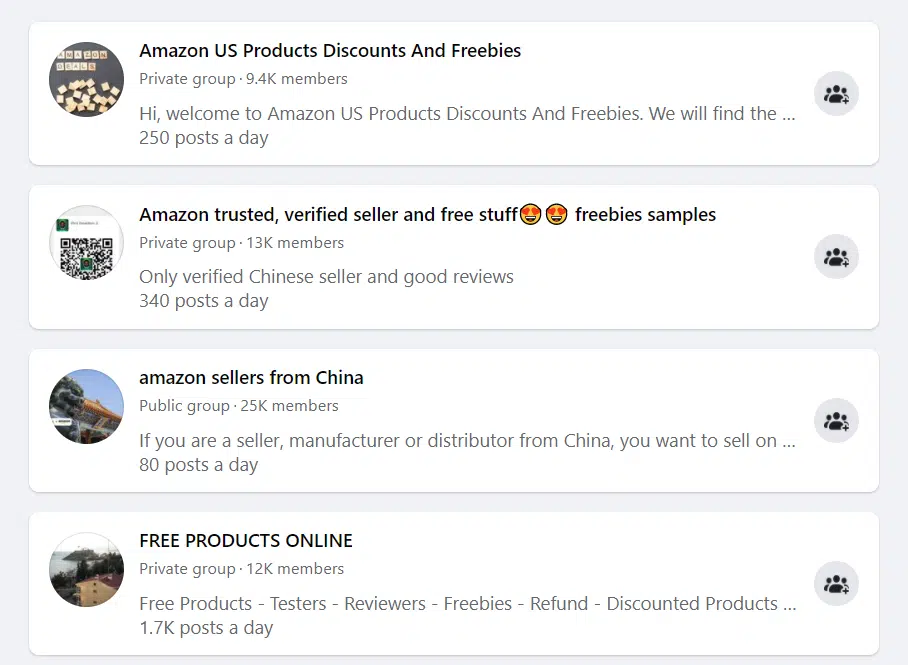 AMAZON
DEALS
Amazon US Products Discounts And Freebies
Private group · 9.4K members
Hi, welcome to Amazon US Products Discounts And Freebies. We will find the ...
250 posts a day
Amazon trusted, verified seller and free stuff😍😍 freebies samples
Private group · 13K members
Only verified Chinese seller and good reviews
340 posts a day
amazon sellers from China
Public group · 25K members
If you are a seller, manufacturer or distributor from China, you want to sell on ...
80 posts a day
FREE PRODUCTS ONLINE
Private group · 12K members
Free Products - Testers - Reviewers - Freebies - Refund - Discounted Products ...
1.7K posts a day